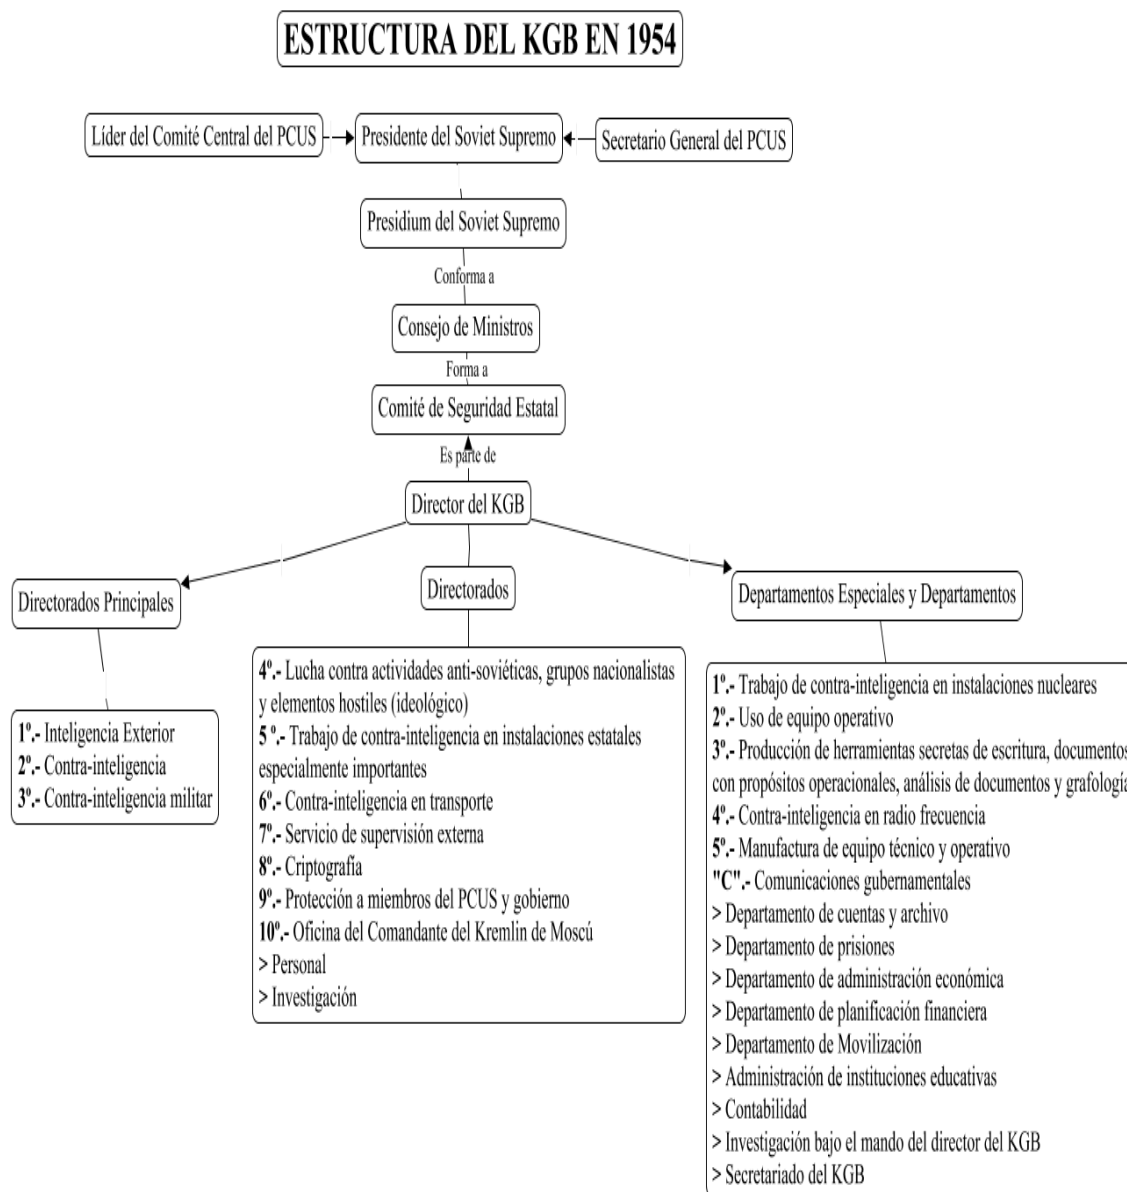 ESTRUCTURA DEL KGB EN 1954
Líder del Comité Central del PCUS
Presidente del Soviet Supremo
Secretario General del PCUS
Presidium del Soviet Supremo
Conforma a
Consejo de Ministros
Forma a
Comité de Seguridad Estatal
Es parte de
Director del KGB
Directorados Principales
Directorados
Departamentos Especiales y Departamentos
1º.- Inteligencia Exterior
2º.- Contra-inteligencia
3º.- Contra-inteligencia militar
4º.- Lucha contra actividades anti-soviéticas, grupos nacionalistas
y elementos hostiles (ideológico)
5 º.- Trabajo de contra-inteligencia en instalaciones estatales
especialmente importantes
6º.- Contra-inteligencia en transporte
7º.- Servicio de supervisión externa
8º.- Criptografía
9º.- Protección a miembros del PCUS y gobierno
10º.- Oficina del Comandante del Kremlin de Moscú
> Personal
> Investigación
1º.- Trabajo de contra-inteligencia en instalaciones nucleares
2º.- Uso de equipo operativo
3º.- Producción de herramientas secretas de escritura, documentos
con propósitos operacionales, análisis de documentos y grafología
4º.- Contra-inteligencia en radio frecuencia
5º.- Manufactura de equipo técnico y operativo
"C".- Comunicaciones gubernamentales
> Departamento de cuentas y archivo
> Departamento de prisiones
> Departamento de administración económica
> Departamento de planificación financiera
> Departamento de Movilización
> Administración de instituciones educativas
> Contabilidad
> Investigación bajo el mando del director del KGB
> Secretariado del KGB